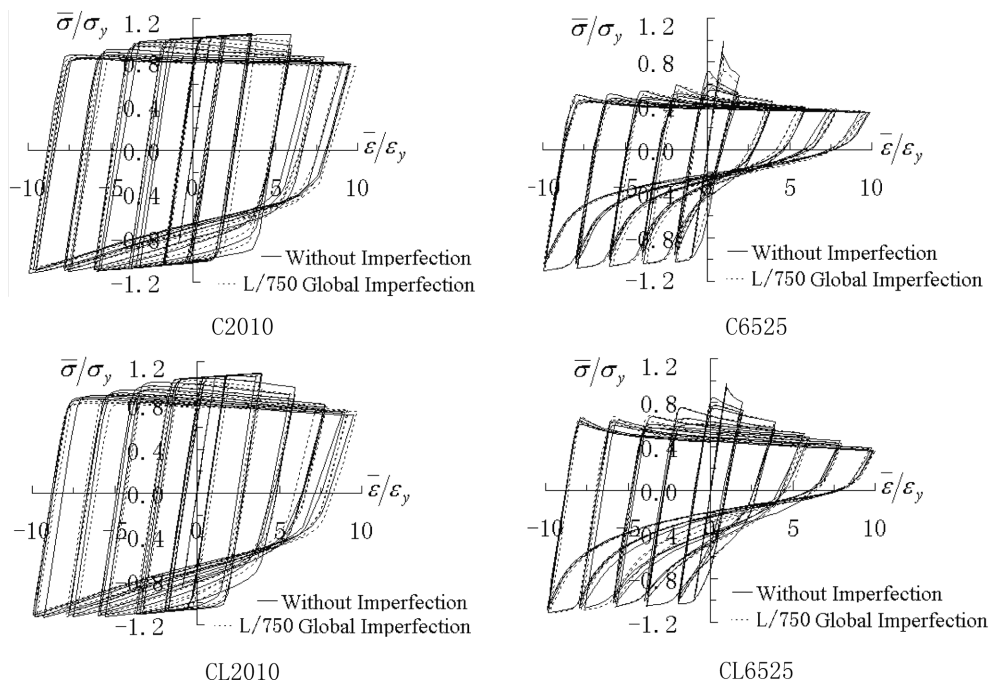 σ̅/σy 1.2
0.8
0.4
0.0 ε̅/εy
-10 -5 0 5 10
-0.4
-0.8
— Without Imperfection
-1.2 ····· L/750 Global Imperfection
C2010
σ̅/σy 1.2
0.8
0.4
0.0 ε̅/εy
-10 -5 0 5 10
-0.4
-0.8
— Without Imperfection
-1.2 ····· L/750 Global Imperfection
C6525
σ̅/σy 1.2
0.8
0.4
0.0 ε̅/εy
-10 -5 0 5 10
-0.4
-0.8
— Without Imperfection
-1.2 ····· L/750 Global Imperfection
CL2010
σ̅/σy 1.2
0.8
0.4
0.0 ε̅/εy
-10 -5 0 5 10
-0.4
-0.8
— Without Imperfection
-1.2 ····· L/750 Global Imperfection
CL6525